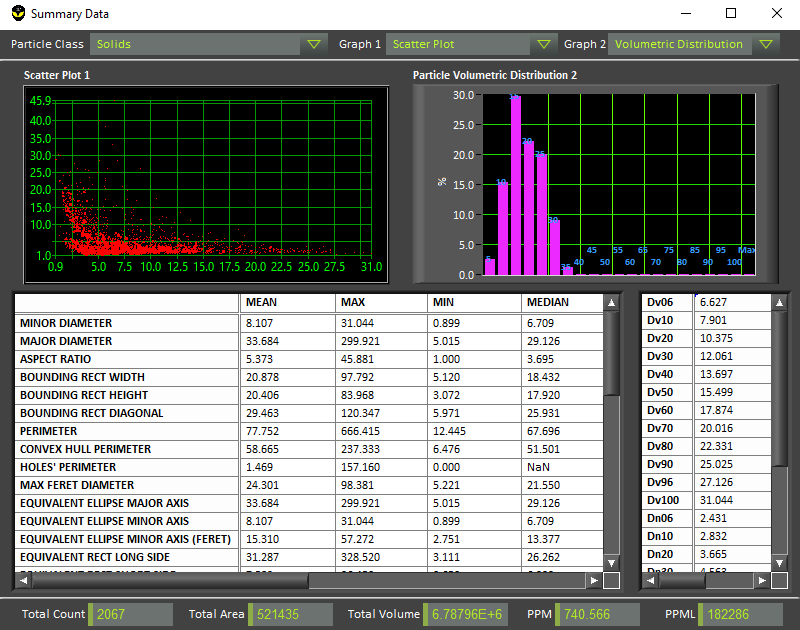 Summary Data
Particle Class Solids Graph 1 Scatter Plot Graph 2 Volumetric Distribution
Scatter Plot 1
45.9
40.0
35.0
30.0
25.0
20.0
15.0
10.0
1.0
0.9 5.0 7.5 10.0 12.5 15.0 17.5 20.0 22.5 25.0 27.5 31.0
Particle Volumetric Distribution 2
30.0
25.0
20.0
15.0
10.0
5.0
0.0
%
5 10 15 20 25 30 35 40 45 50 55 60 65 70 75 80 85 90 95 100 Max
MEAN MAX MIN MEDIAN
MINOR DIAMETER 8.107 31.044 0.899 6.709
MAJOR DIAMETER 33.684 299.921 5.015 29.126
ASPECT RATIO 5.373 45.881 1.000 3.695
BOUNDING RECT WIDTH 20.878 97.792 5.120 18.432
BOUNDING RECT HEIGHT 20.406 83.968 3.072 17.920
BOUNDING RECT DIAGONAL 29.463 120.347 5.971 25.931
PERIMETER 77.752 666.415 12.445 67.696
CONVEX HULL PERIMETER 58.665 237.333 6.476 51.501
HOLES' PERIMETER 1.469 157.160 0.000 NaN
MAX FERET DIAMETER 24.301 98.381 5.221 21.550
EQUIVALENT ELLIPSE MAJOR AXIS 33.684 299.921 5.015 29.126
EQUIVALENT ELLIPSE MINOR AXIS 8.107 31.044 0.899 6.709
EQUIVALENT ELLIPSE MINOR AXIS (FERET) 15.310 57.272 2.751 13.377
EQUIVALENT RECT LONG SIDE 31.287 328.520 3.111 26.262
Dv06 6.627
Dv10 7.901
Dv20 10.375
Dv30 12.061
Dv40 13.697
Dv50 15.499
Dv60 17.874
Dv70 20.016
Dv80 22.331
Dv90 25.025
Dv96 27.126
Dv100 31.044
Dn06 2.431
Dn10 2.832
Dn20 3.665
Dn30 4.563
Total Count 2067 Total Area 521435 Total Volume 6.78796E+6 PPM 740.566 PPML 182286